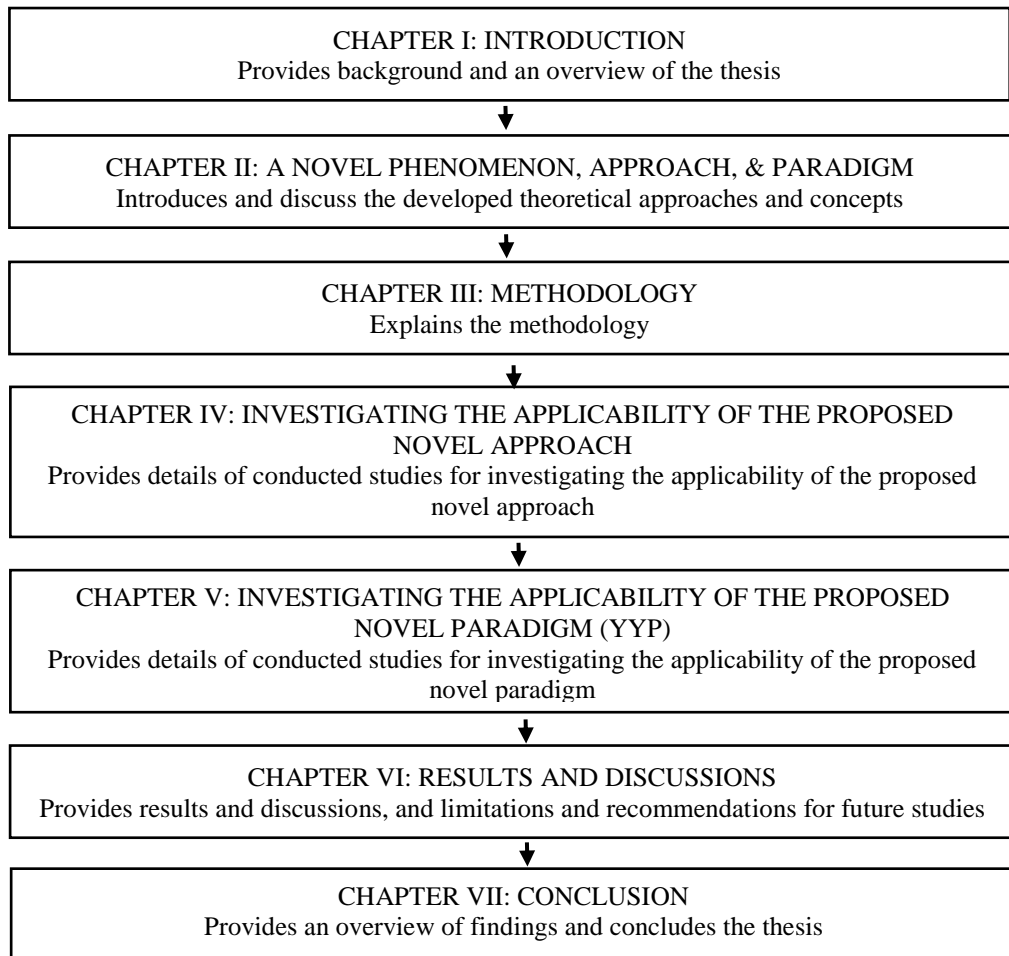 CHAPTER I: INTRODUCTION
Provides background and an overview of the thesis
CHAPTER II: A NOVEL PHENOMENON, APPROACH, & PARADIGM
Introduces and discuss the developed theoretical approaches and concepts
CHAPTER III: METHODOLOGY
Explains the methodology
CHAPTER IV: INVESTIGATING THE APPLICABILITY OF THE PROPOSED
NOVEL APPROACH
Provides details of conducted studies for investigating the applicability of the proposed
novel approach
CHAPTER V: INVESTIGATING THE APPLICABILITY OF THE PROPOSED
NOVEL PARADIGM (YYP)
Provides details of conducted studies for investigating the applicability of the proposed
novel paradigm
CHAPTER VI: RESULTS AND DISCUSSIONS
Provides results and discussions, and limitations and recommendations for future studies
CHAPTER VII: CONCLUSION
Provides an overview of findings and concludes the thesis